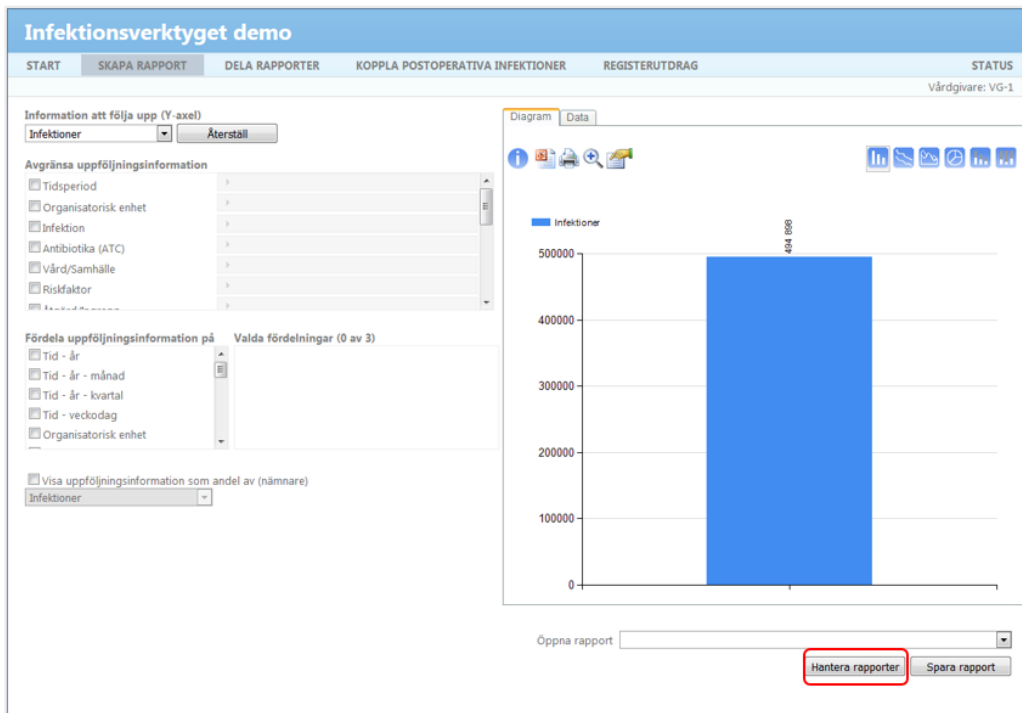 Infektionsverktyget demo
START SKAPA RAPPORT DELA RAPPORTER KOPPLA POSTOPERATIVA INFEKTIONER REGISTERUTDRAG STATUS
Vårdgivare: VG-1
Information att följa upp (Y-axel)
Infektioner Återställ
Avgränsa uppföljningsinformation
Tidsperiod
Organisatorisk enhet
Infektion
Antibiotika (ATC)
Vård/Samhälle
Riskfaktor
Fördela uppföljningsinformation på Valda fördelningar (0 av 3)
Tid - år
Tid - år - månad
Tid - år - kvartal
Tid - veckodag
Organisatorisk enhet
Visa uppföljningsinformation som andel av (nämnare)
Infektioner
Diagram Data
Infektioner
494 898
500000
400000
300000
200000
100000
0
Öppna rapport
Hantera rapporter Spara rapport